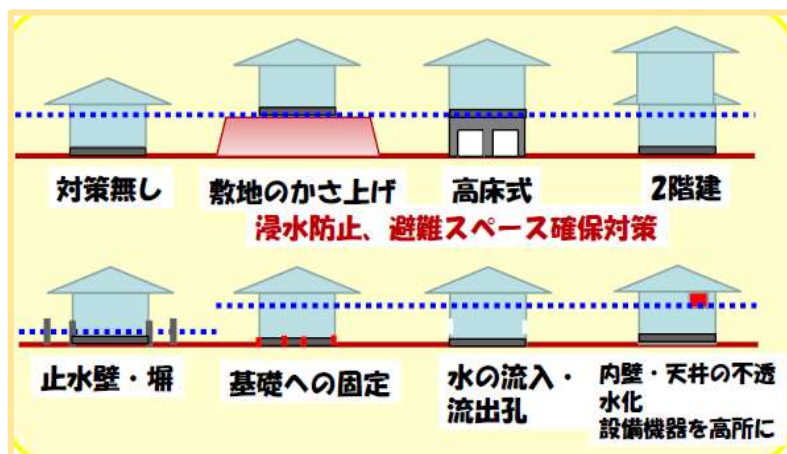 対策無し
敷地のかさ上げ
高床式
2階建
浸水防止、避難スペース確保対策
止水壁・塀
基礎への固定
水の流入・
流出孔
内壁・天井の不透
水化
設備機器を高所に